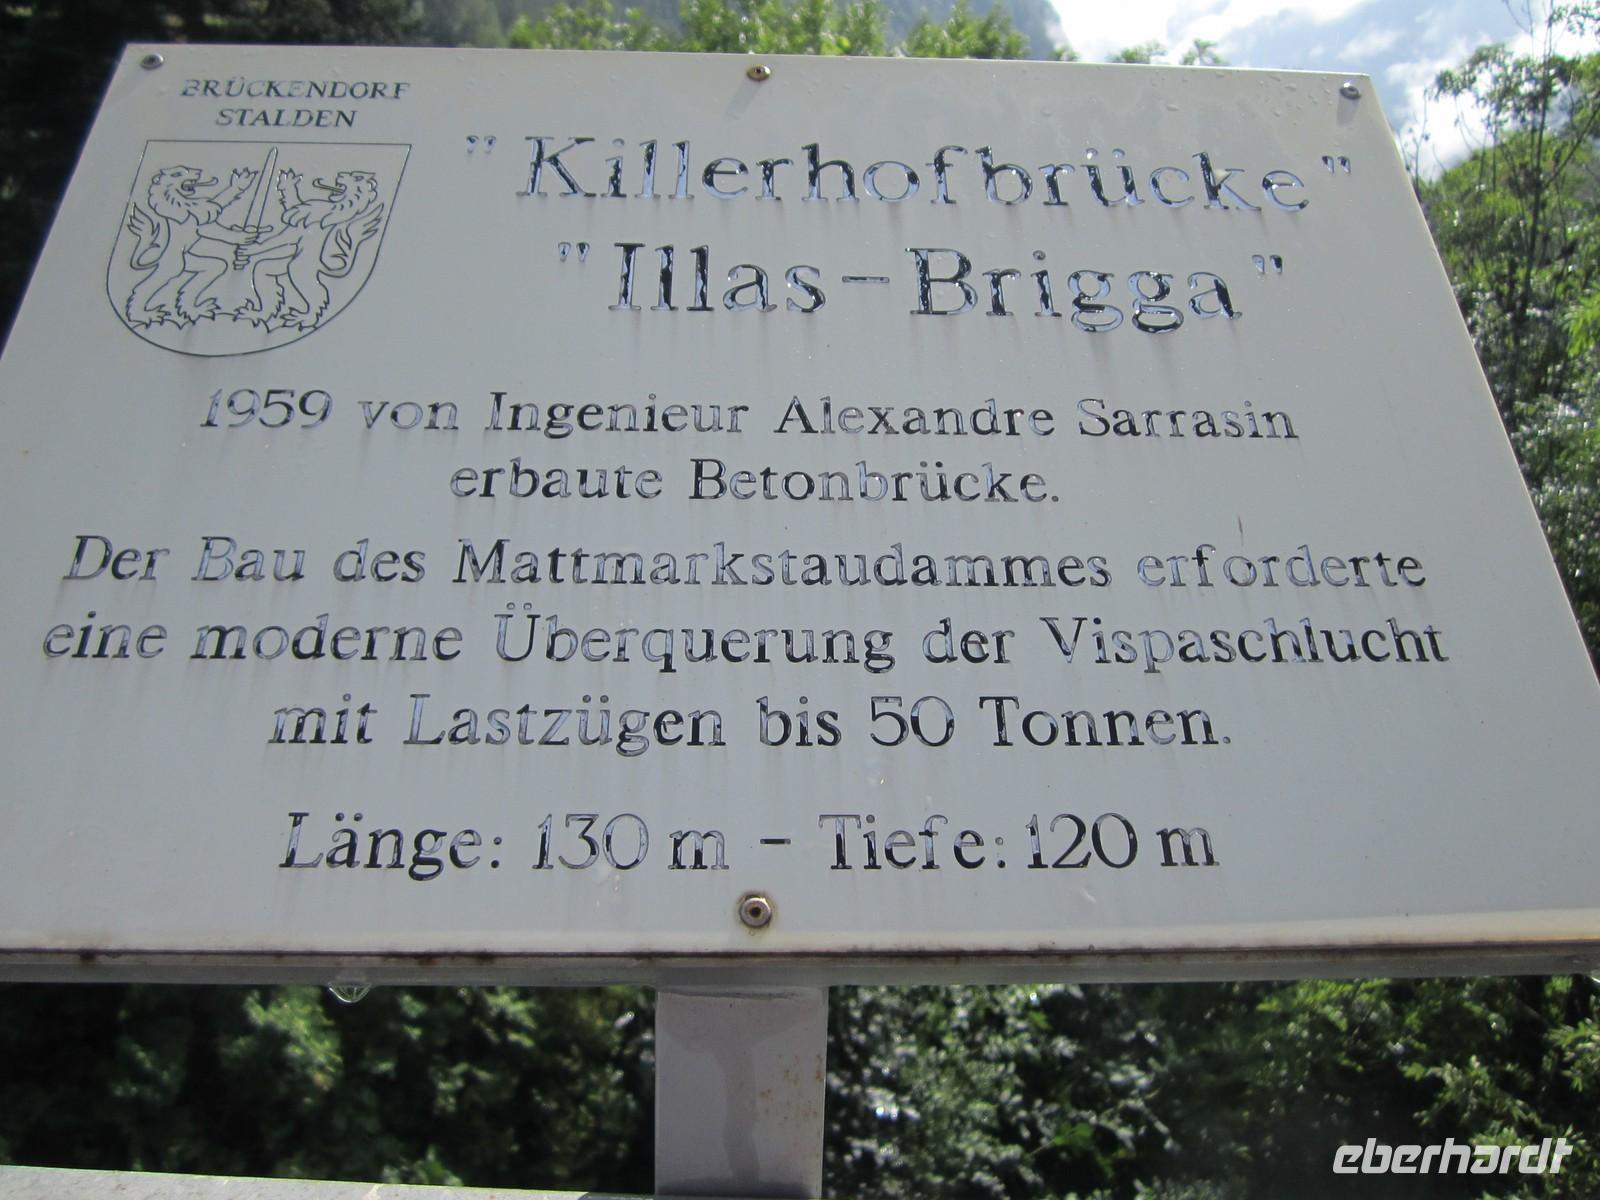 BRÜCKENDORF
STALDEN
"Killerhofbrücke"
"Illas-Brigga"
1959 von Ingenieur Alexandre Sarrasin
erbaute Betonbrücke.
Der Bau des Mattmarkstaudammes erforderte
eine moderne Überquerung der Vispaschlucht
mit Lastzügen bis 50 Tonnen.
Länge: 130 m - Tiefe: 120 m
eberhardt